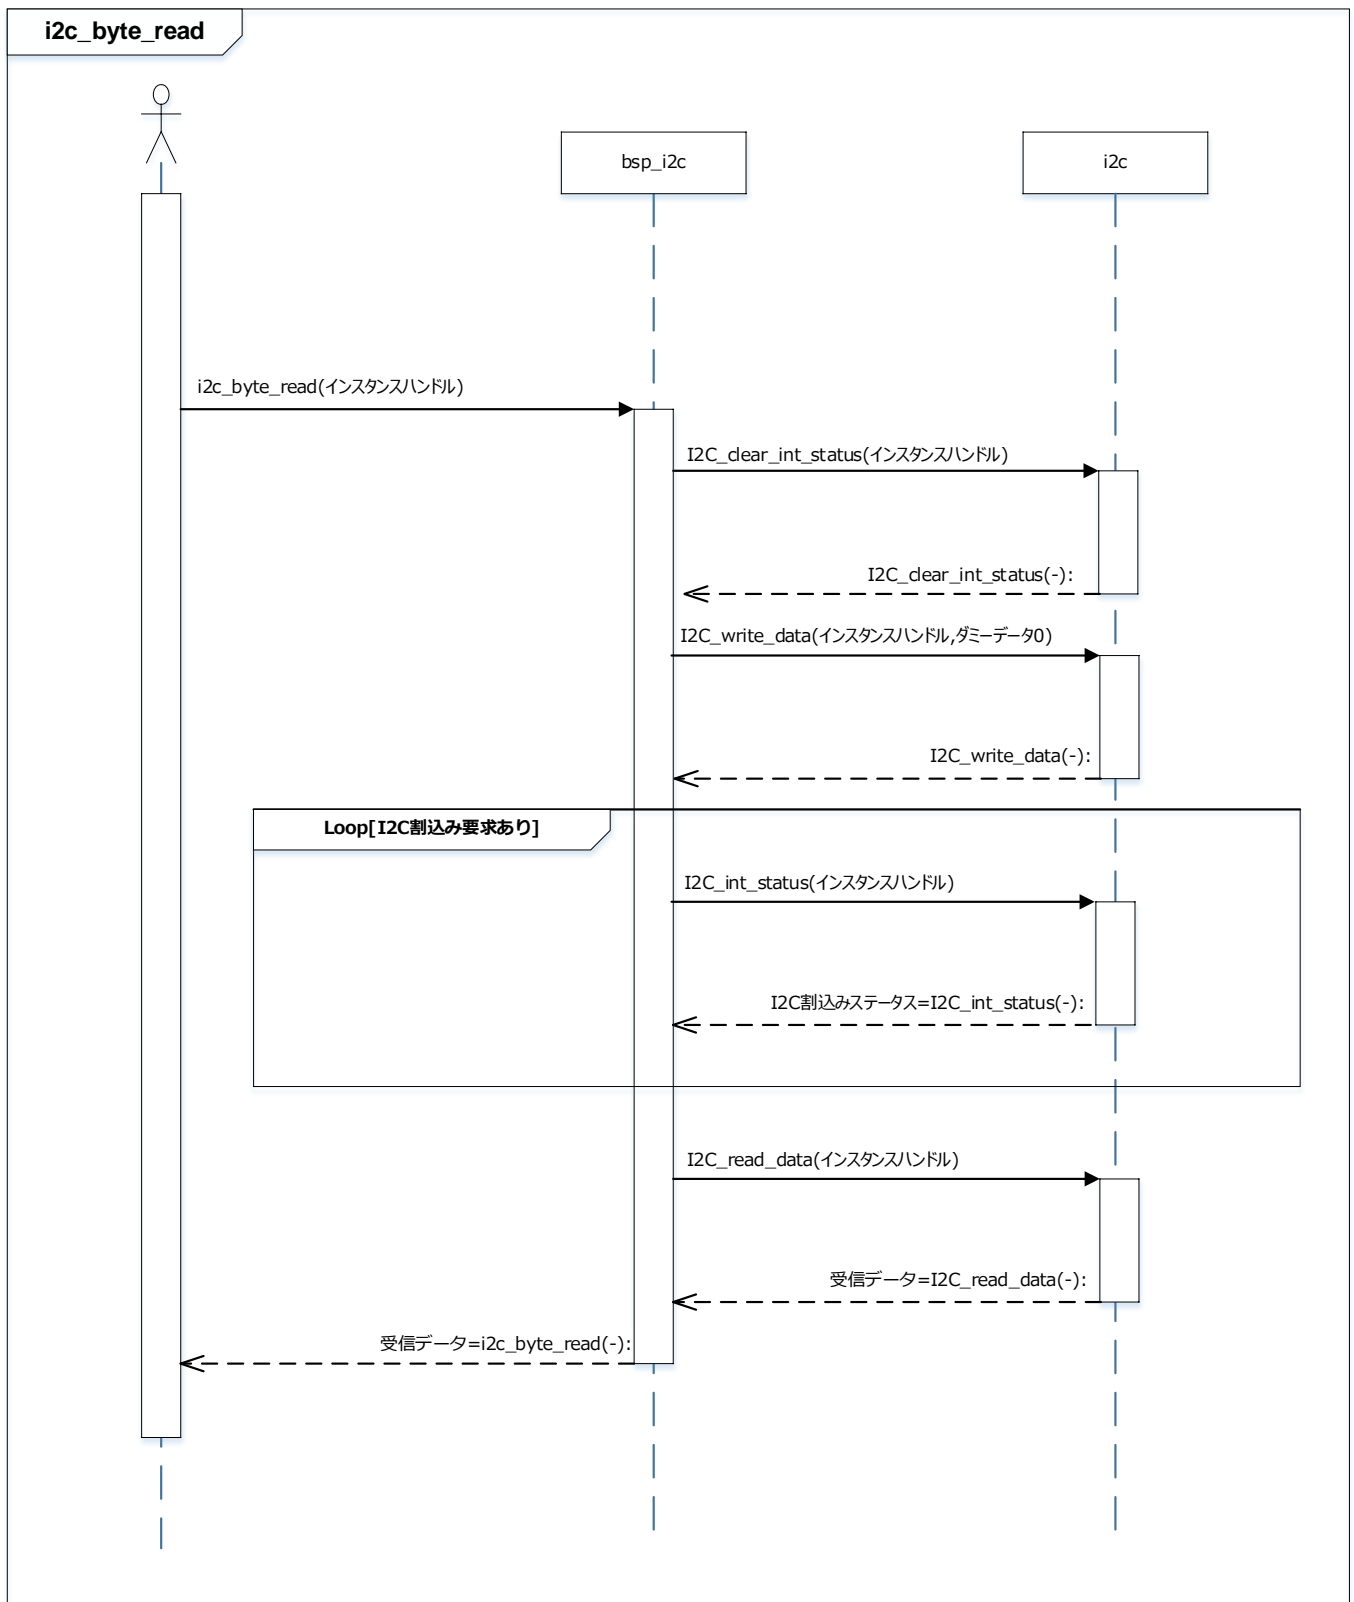 i2c_byte_read
bsp_i2c
i2c
i2c_byte_read(インスタンスハンドル)
I2C_clear_int_status(インスタンスハンドル)
I2C_clear_int_status(-):
I2C_write_data(インスタンスハンドル,ダミーデータ0)
I2C_write_data(-):
Loop[I2C割込み要求あり]
I2C_int_status(インスタンスハンドル)
I2C割込みステータス=I2C_int_status(-):
I2C_read_data(インスタンスハンドル)
受信データ=I2C_read_data(-):
受信データ=i2c_byte_read(-):